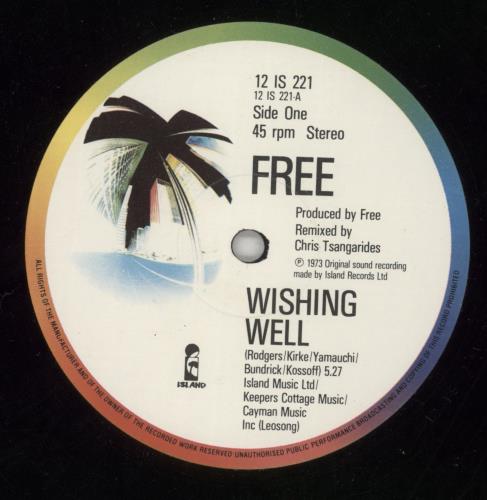 12 IS 221
12 IS 221-A
Side One
45 rpm Stereo
FREE
Produced by Free
Remixed by
Chris Tsangarides
℗ 1973 Original sound recording
made by Island Records Ltd
WISHING
WELL
(Rodgers/Kirke/Yamauchi/
Bundrick/Kossoff) 5.27
Island Music Ltd/
Keepers Cottage Music/
Cayman Music
Inc (Leosong)
ISLAND
ALL RIGHTS OF THE MANUFACTURER AND OF THE OWNER OF THE RECORDED WORK RESERVED UNAUTHORISED PUBLIC PERFORMANCE BROADCASTING AND COPYING OF THIS RECORD PROHIBITED